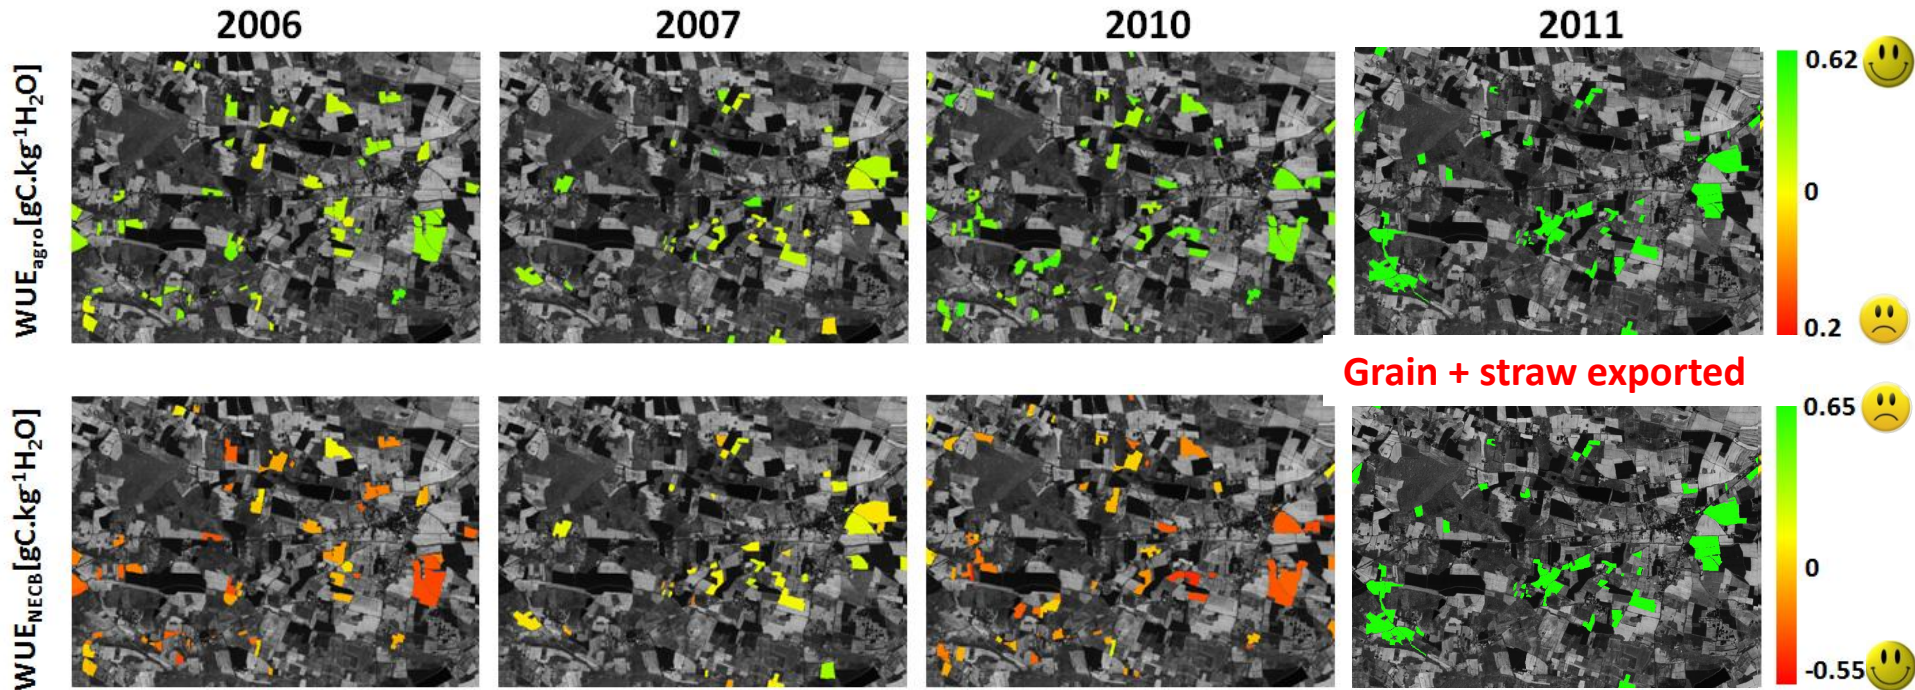 2006 2007 2010 2011
WUEagro[gC.kg-1H2O]
0.62
0
0.2
Grain + straw exported
WUENECB[gC.kg-1H2O]
0.65
0
-0.55